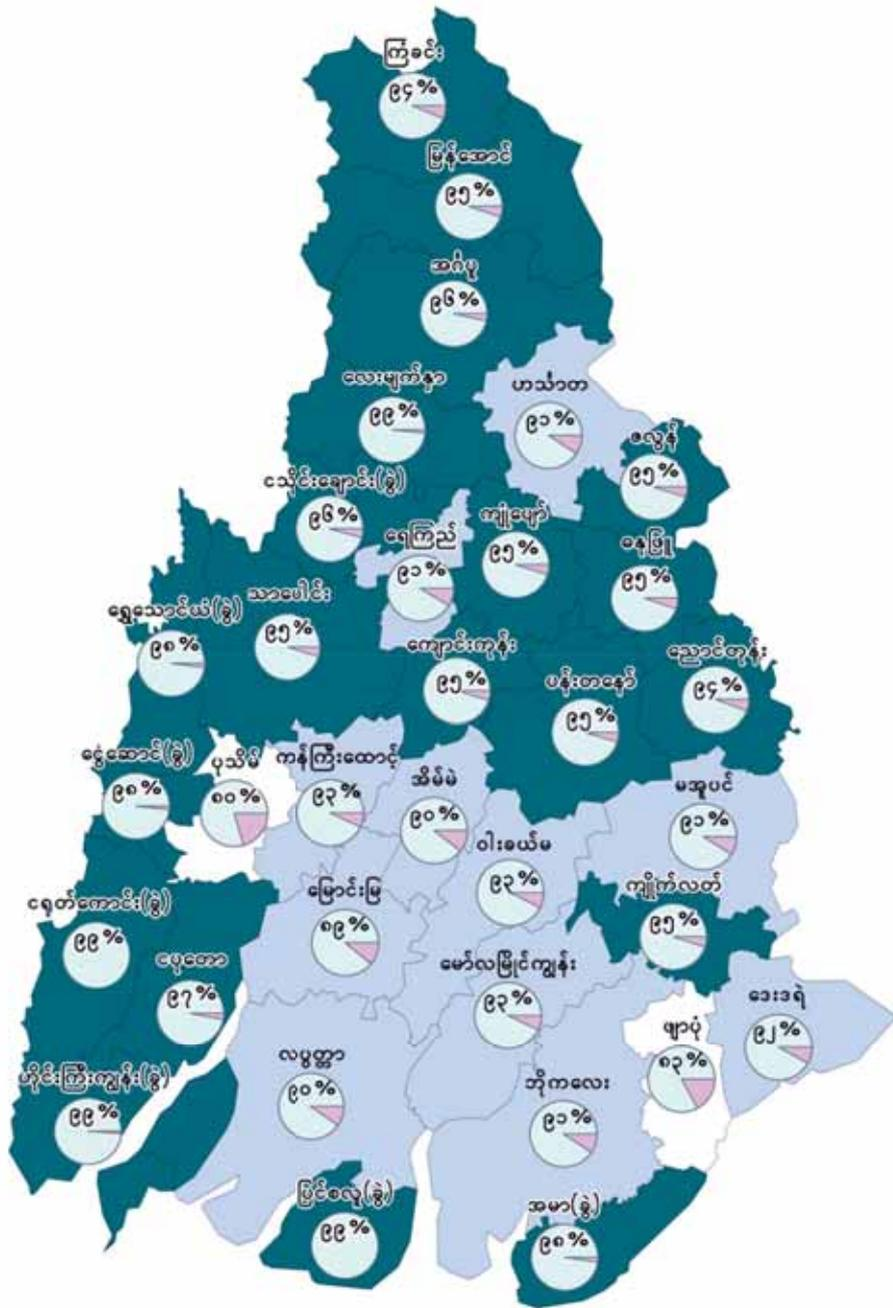 ကြံခင်း
၉၄%
မြန်အောင်
၉၅%
အင်္ဂပူ
၉၆%
လေးမျက်နှာ
၉၉%
ဟင်္သာတ
၉၁%
ဇလွန်
၉၅%
ငသိုင်းချောင်း(ခွဲ)
၉၆%
ရေကြည်
၉၁%
ကျုံပျော်
၉၅%
ဓနုဖြူ
၉၅%
ရွှေသောင်ယံ(ခွဲ)
၉၈%
သာပေါင်း
၉၅%
ကျောင်းကုန်း
၉၅%
ပန်းတနော်
၉၅%
ညောင်တုန်း
၉၄%
ငွေဆောင်(ခွဲ)
၉၈%
ပုသိမ်
၈၀%
ကန်ကြီးထောင့်
၉၃%
အိမ်မဲ
၉၀%
ဝါးခယ်မ
၉၃%
မအူပင်
၉၁%
ကျိုက်လတ်
၉၅%
ငရုတ်ကောင်း(ခွဲ)
၉၉%
မြောင်းမြ
၈၉%
ငပုတော
၉၇%
မော်လမြိုင်ကျွန်း
၉၃%
ဖျာပုံ
၈၃%
ဒေးဒရဲ
၉၂%
ဟိုင်းကြီးကျွန်း(ခွဲ)
၉၉%
လပွတ္တာ
၉၀%
ဘိုကလေး
၉၁%
ပြင်စလူ(ခွဲ)
၉၉%
အမာ(ခွဲ)
၉၈%